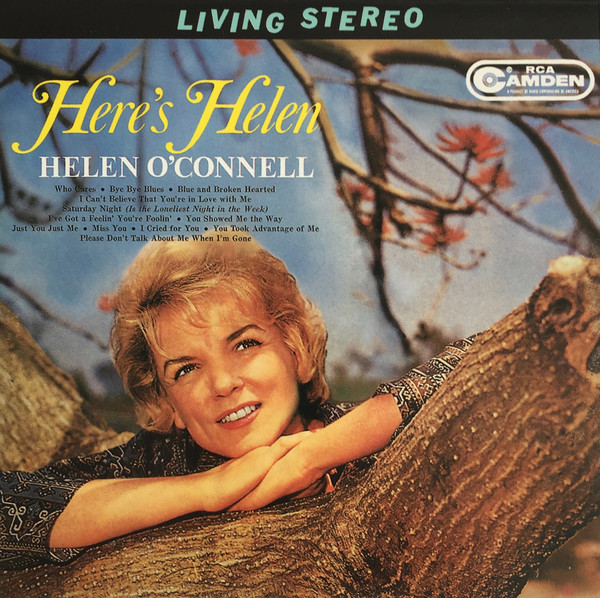 LIVING STEREO
RCA
CAMDEN
A PRODUCT OF RADIO CORPORATION OF AMERICA
Here's Helen
HELEN O'CONNELL
Who Cares • Bye Bye Blues • Blue and Broken Hearted
I Can't Believe That You're in Love with Me
Saturday Night (Is the Loneliest Night in the Week)
I've Got a Feelin' You're Foolin' • You Showed Me the Way
Just You Just Me • Miss You • I Cried for You • You Took Advantage of Me
Please Don't Talk About Me When I'm Gone